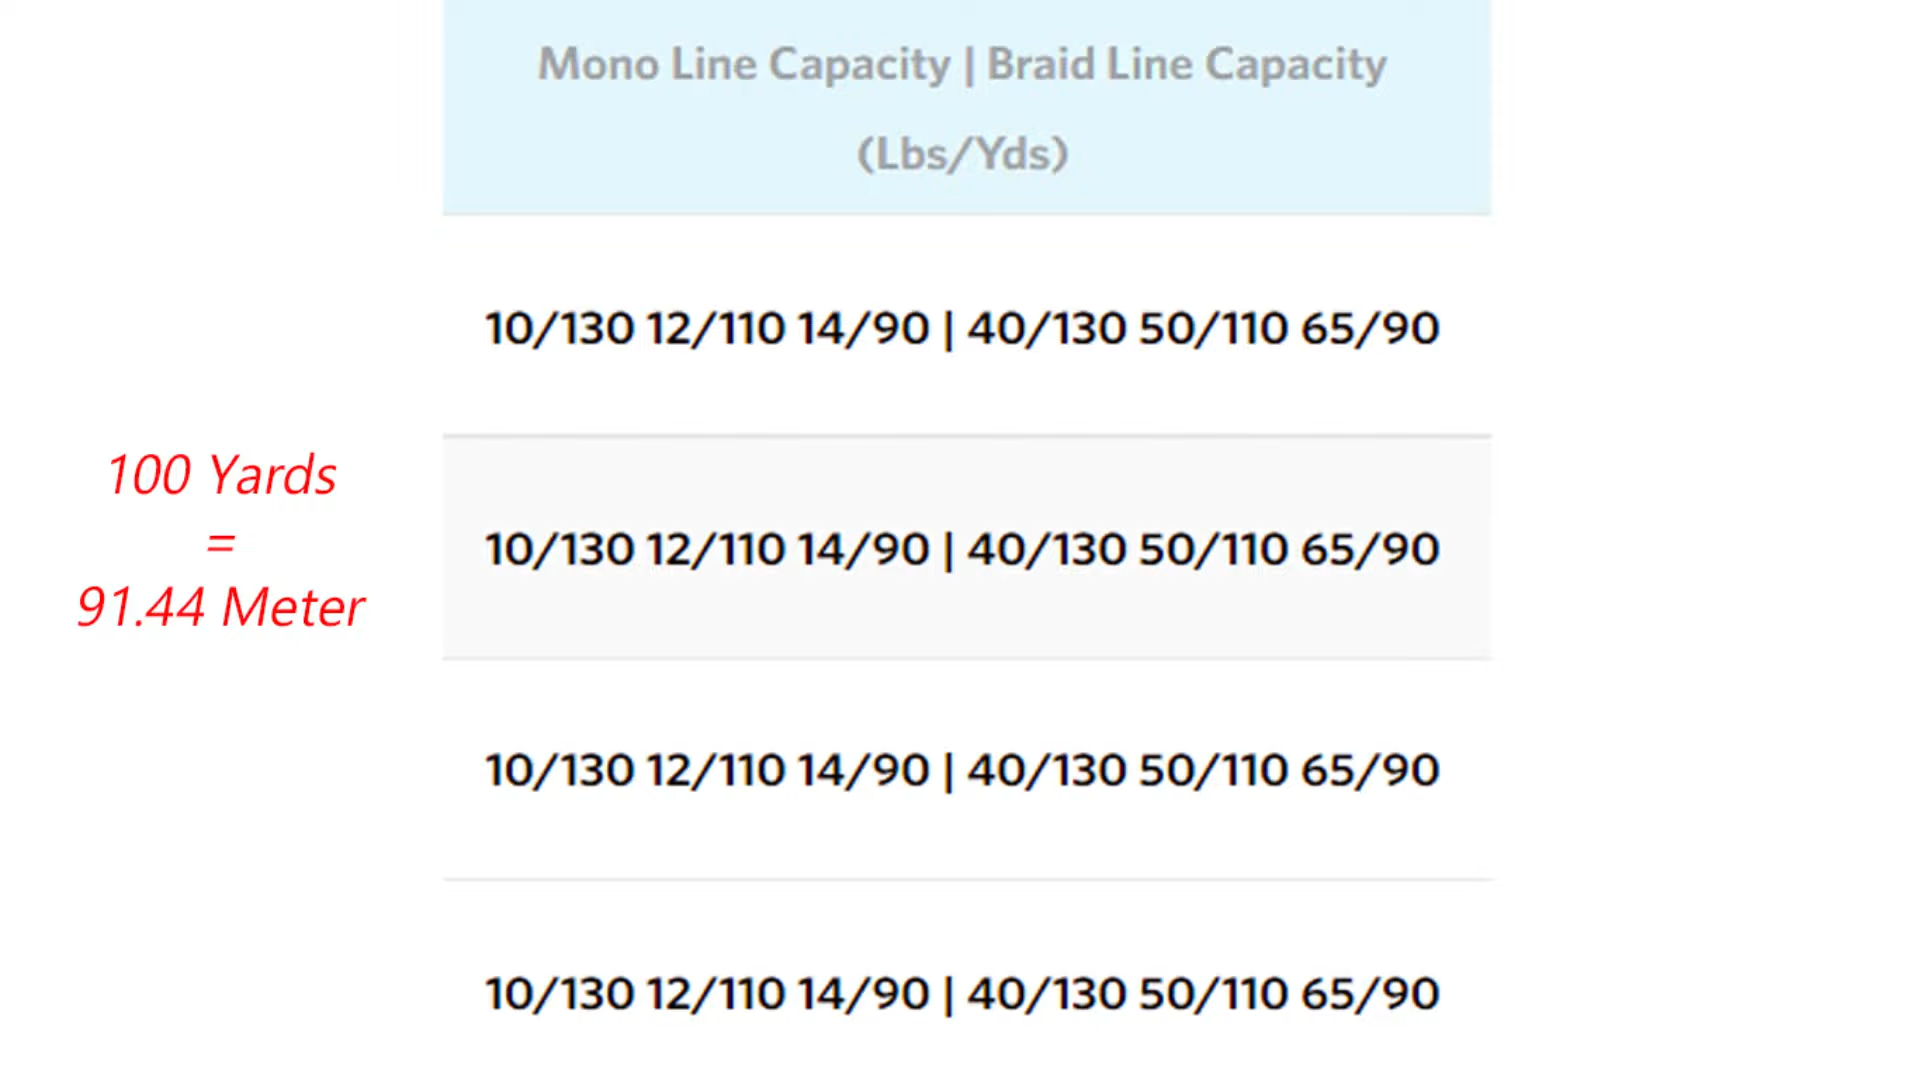 Mono Line Capacity | Braid Line Capacity
(Lbs/Yds)
10/130 12/110 14/90 | 40/130 50/110 65/90
100 Yards
=
91.44 Meter
10/130 12/110 14/90 | 40/130 50/110 65/90
10/130 12/110 14/90 | 40/130 50/110 65/90
10/130 12/110 14/90 | 40/130 50/110 65/90